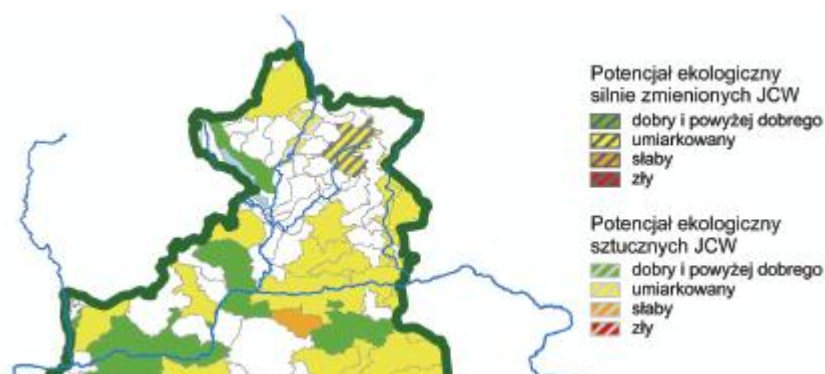 Potencjał ekologiczny
silnie zmienionych JCW
dobry i powyżej dobrego
umiarkowany
słaby
zły
Potencjał ekologiczny
sztucznych JCW
dobry i powyżej dobrego
umiarkowany
słaby
zły